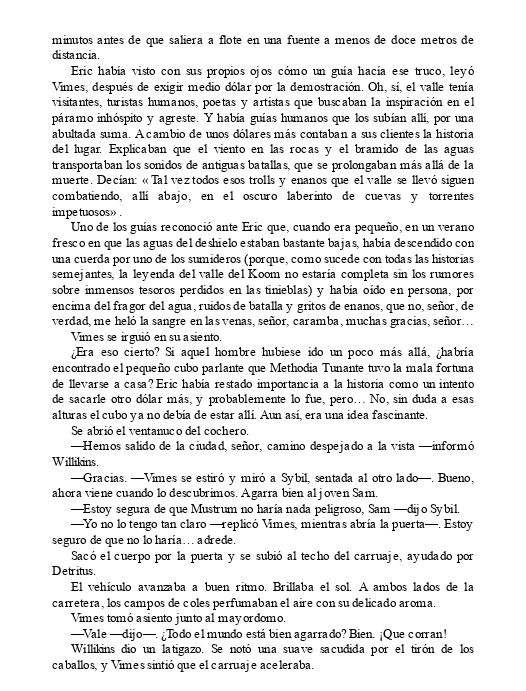 minutos antes de que saliera a flote en una fuente a menos de doce metros de
distancia.
Eric había visto con sus propios ojos cómo un guía hacía ese truco, leyó
Vimes, después de exigir medio dólar por la demostración. Oh, sí, el valle tenía
visitantes, turistas humanos, poetas y artistas que buscaban la inspiración en el
páramo inhóspito y agreste. Y había guías humanos que los subían allí, por una
abultada suma. A cambio de unos dólares más contaban a sus clientes la historia
del lugar. Explicaban que el viento en las rocas y el bramido de las aguas
transportaban los sonidos de antiguas batallas, que se prolongaban más allá de la
muerte. Decían: «Tal vez todos esos trolls y enanos que el valle se llevó siguen
combatiendo, allí abajo, en el oscuro laberinto de cuevas y torrentes
impetuosos».
Uno de los guías reconoció ante Eric que, cuando era pequeño, en un verano
fresco en que las aguas del deshielo estaban bastante bajas, había descendido con
una cuerda por uno de los sumideros (porque, como sucede con todas las historias
semejantes, la leyenda del valle del Koom no estaría completa sin los rumores
sobre inmensos tesoros perdidos en las tinieblas) y había oído en persona, por
encima del fragor del agua, ruidos de batalla y gritos de enanos, que no, señor, de
verdad, me heló la sangre en las venas, señor, caramba, muchas gracias, señor…
Vimes se irguió en su asiento.
¿Era eso cierto? Si aquel hombre hubiese ido un poco más allá, ¿habría
encontrado el pequeño cubo parlante que Methodia Tunante tuvo la mala fortuna
de llevarse a casa? Eric había restado importancia a la historia como un intento
de sacarle otro dólar más, y probablemente lo fue, pero… No, sin duda a esas
alturas el cubo ya no debía de estar allí. Aun así, era una idea fascinante.
Se abrió el ventanuco del cochero.
—Hemos salido de la ciudad, señor, camino despejado a la vista —informó
Willikins.
—Gracias. —Vimes se estiró y miró a Sybil, sentada al otro lado—. Bueno,
ahora viene cuando lo descubrimos. Agarra bien al joven Sam.
—Estoy segura de que Mustrum no haría nada peligroso, Sam —dijo Sybil.
—Yo no lo tengo tan claro —replicó Vimes, mientras abría la puerta—. Estoy
seguro de que no lo haría… adrede.
Sacó el cuerpo por la puerta y se subió al techo del carruaje, ayudado por
Detritus.
El vehículo avanzaba a buen ritmo. Brillaba el sol. A ambos lados de la
carretera, los campos de coles perfumaban el aire con su delicado aroma.
Vimes tomó asiento junto al mayordomo.
—Vale —dijo—. ¿Todo el mundo está bien agarrado? Bien. ¡Que corran!
Willikins dio un latigazo. Se notó una suave sacudida por el tirón de los
caballos, y Vimes sintió que el carruaje aceleraba.